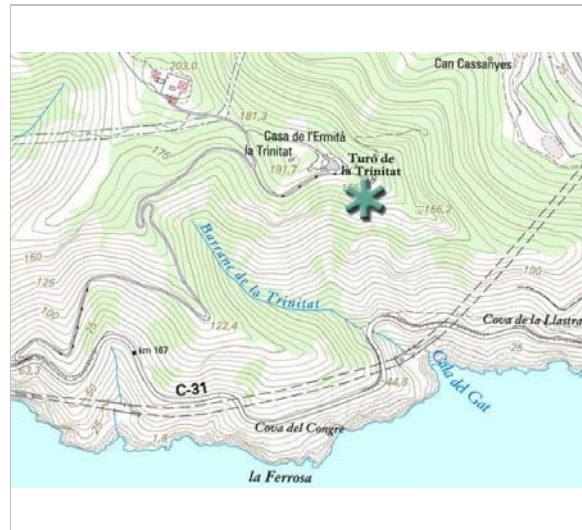 203,0
Can Cassanyes
181,3
Casa de l'Ermità
la Trinitat
Turó de
la Trinitat
175
191,7
156,2
Barranc de la Trinitat
150
125
100
75
100
122,4
Cova de la Llastra
km 167
25
63,3
50
C-31
44,8
Cala del Gat
25
1,8
Cova del Congre
la Ferrosa